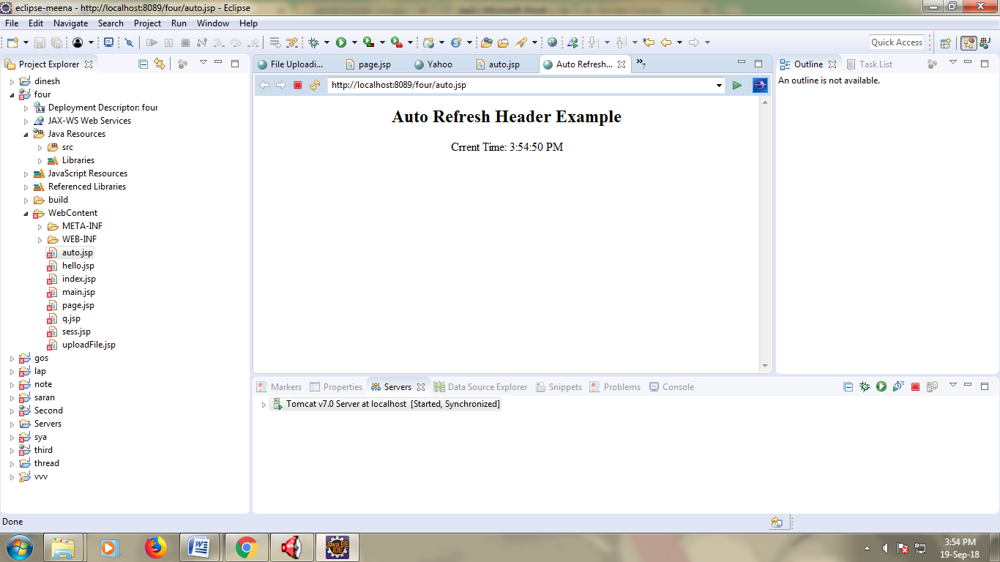 eclipse-meena - http://localhost:8089/four/auto.jsp - Eclipse
File Edit Navigate Search Project Run Window Help
Quick Access
Project Explorer
dinesh
four
3.0 Deployment Descriptor: four
JAX-WS Web Services
Java Resources
src
Libraries
JavaScript Resources
Referenced Libraries
build
WebContent
META-INF
WEB-INF
auto.jsp
hello.jsp
index.jsp
main.jsp
page.jsp
q.jsp
sess.jsp
uploadFile.jsp
gos
lap
note
saran
Second
Servers
sya
third
thread
vvv
File Uploadi... page.jsp Yahoo auto.jsp Auto Refresh... »7
http://localhost:8089/four/auto.jsp
Auto Refresh Header Example
Crrent Time: 3:54:50 PM
Outline Task List
An outline is not available.
Markers Properties Servers Data Source Explorer Snippets Problems Console
Tomcat v7.0 Server at localhost [Started, Synchronized]
Done
Java EE
IDE
3:54 PM
19-Sep-18